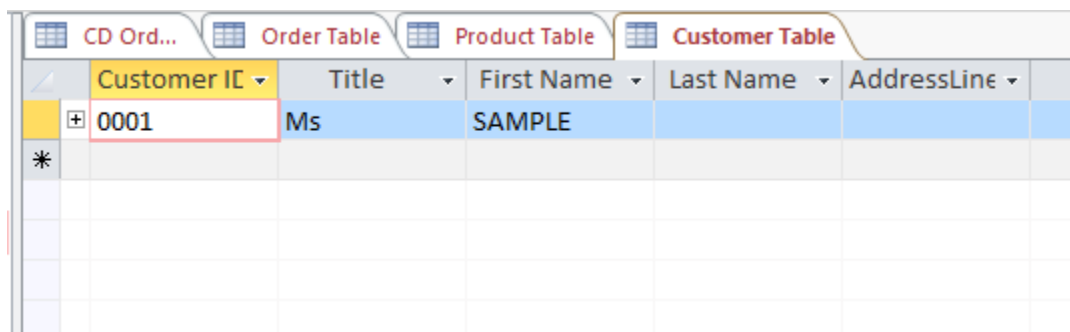 CD Ord... Order Table Product Table Customer Table
Customer ID Title First Name Last Name AddressLine
0001 Ms SAMPLE